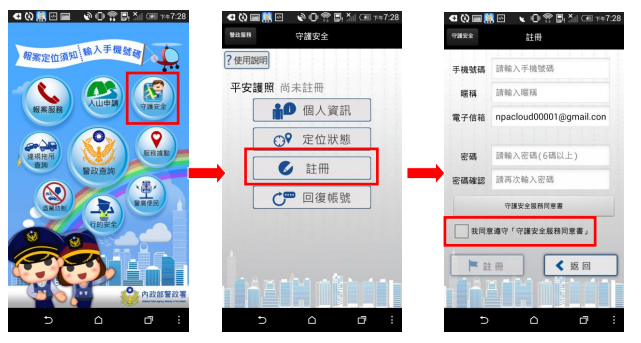 下午7:28
報案定位須知
輸入手機號碼
報案服務
入山申請
守護安全
違規拖吊
查詢
警政查詢
服務據點
查緝防制
行的安全
警廣便民
內政部警政署
下午7:28
警政服務
守護安全
?使用說明
平安護照 尚未註冊
個人資訊
定位狀態
註冊
回復帳號
下午7:28
守護安全
註冊
手機號碼
請輸入手機號碼
暱稱
請輸入暱稱
電子信箱
npacloud00001@gmail.con
密碼
請輸入密碼(6碼以上)
密碼確認
請再次輸入密碼
守護安全服務同意書
我同意遵守「守護安全服務同意書」
註冊
返回